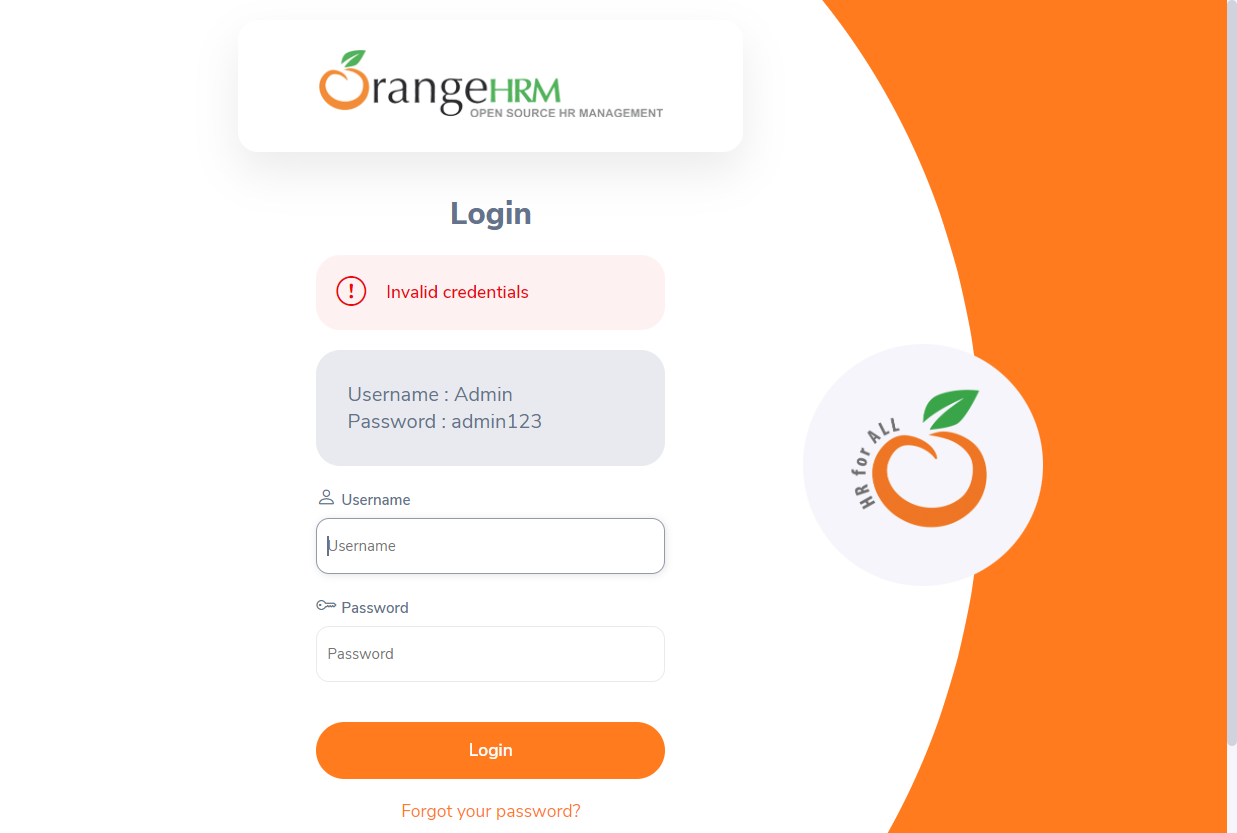 OrangeHRM
OPEN SOURCE HR MANAGEMENT
Login
! Invalid credentials
Username : Admin
Password : admin123
Username
Username
Password
Password
Login
Forgot your password?
HR for ALL